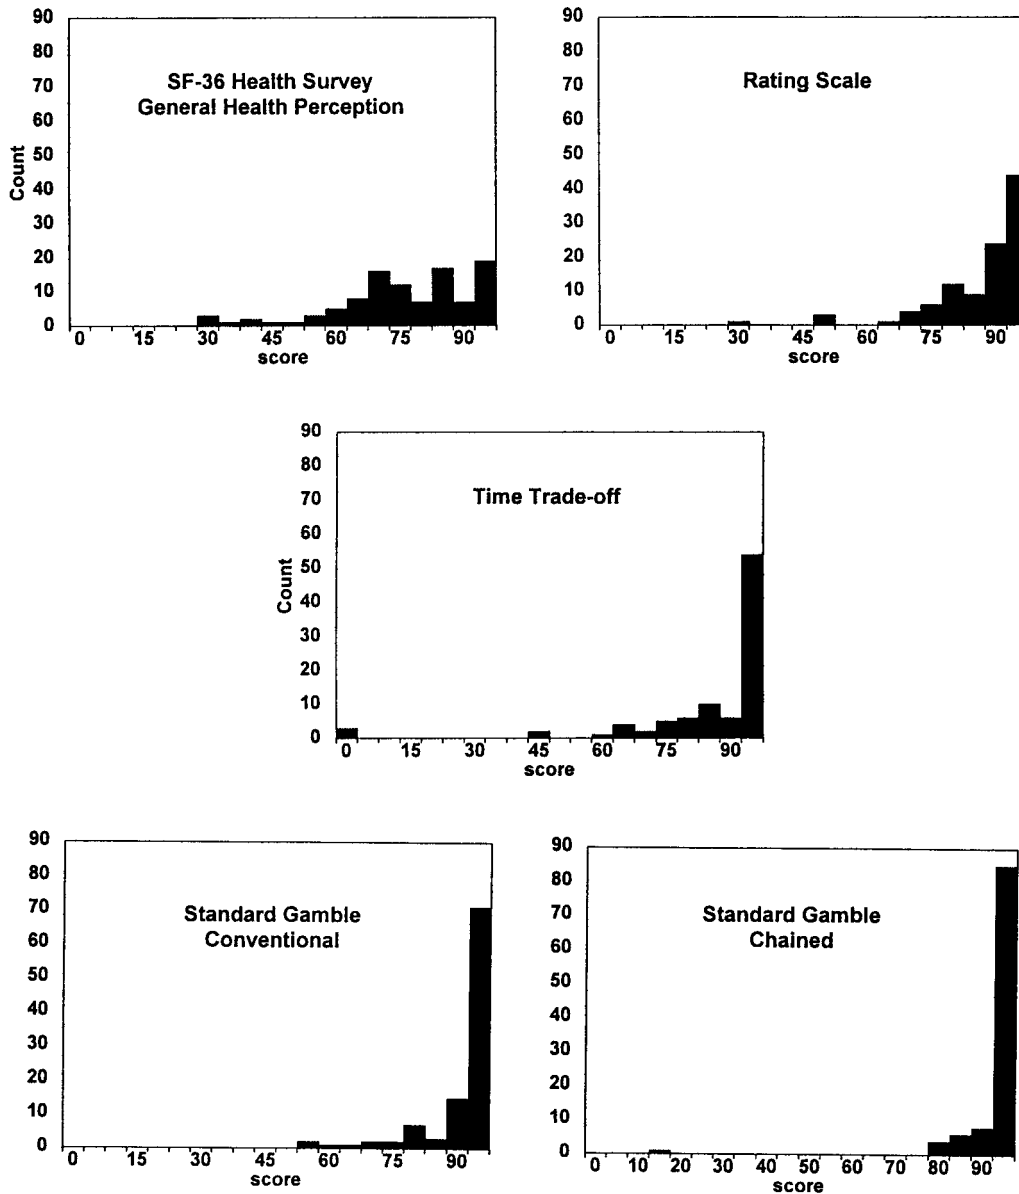 90
80
70
60
50
40
30
20
10
0
Count
SF-36 Health Survey
General Health Perception
0 15 30 45 60 75 90
score
90
80
70
60
50
40
30
20
10
0
Rating Scale
0 15 30 45 60 75 90
score
90
80
70
60
50
40
30
20
10
0
Count
Time Trade-off
0 15 30 45 60 75 90
score
90
80
70
60
50
40
30
20
10
0
Standard Gamble
Conventional
0 15 30 45 60 75 90
score
90
80
70
60
50
40
30
20
10
0
Standard Gamble
Chained
0 10 20 30 40 50 60 70 80 90
score